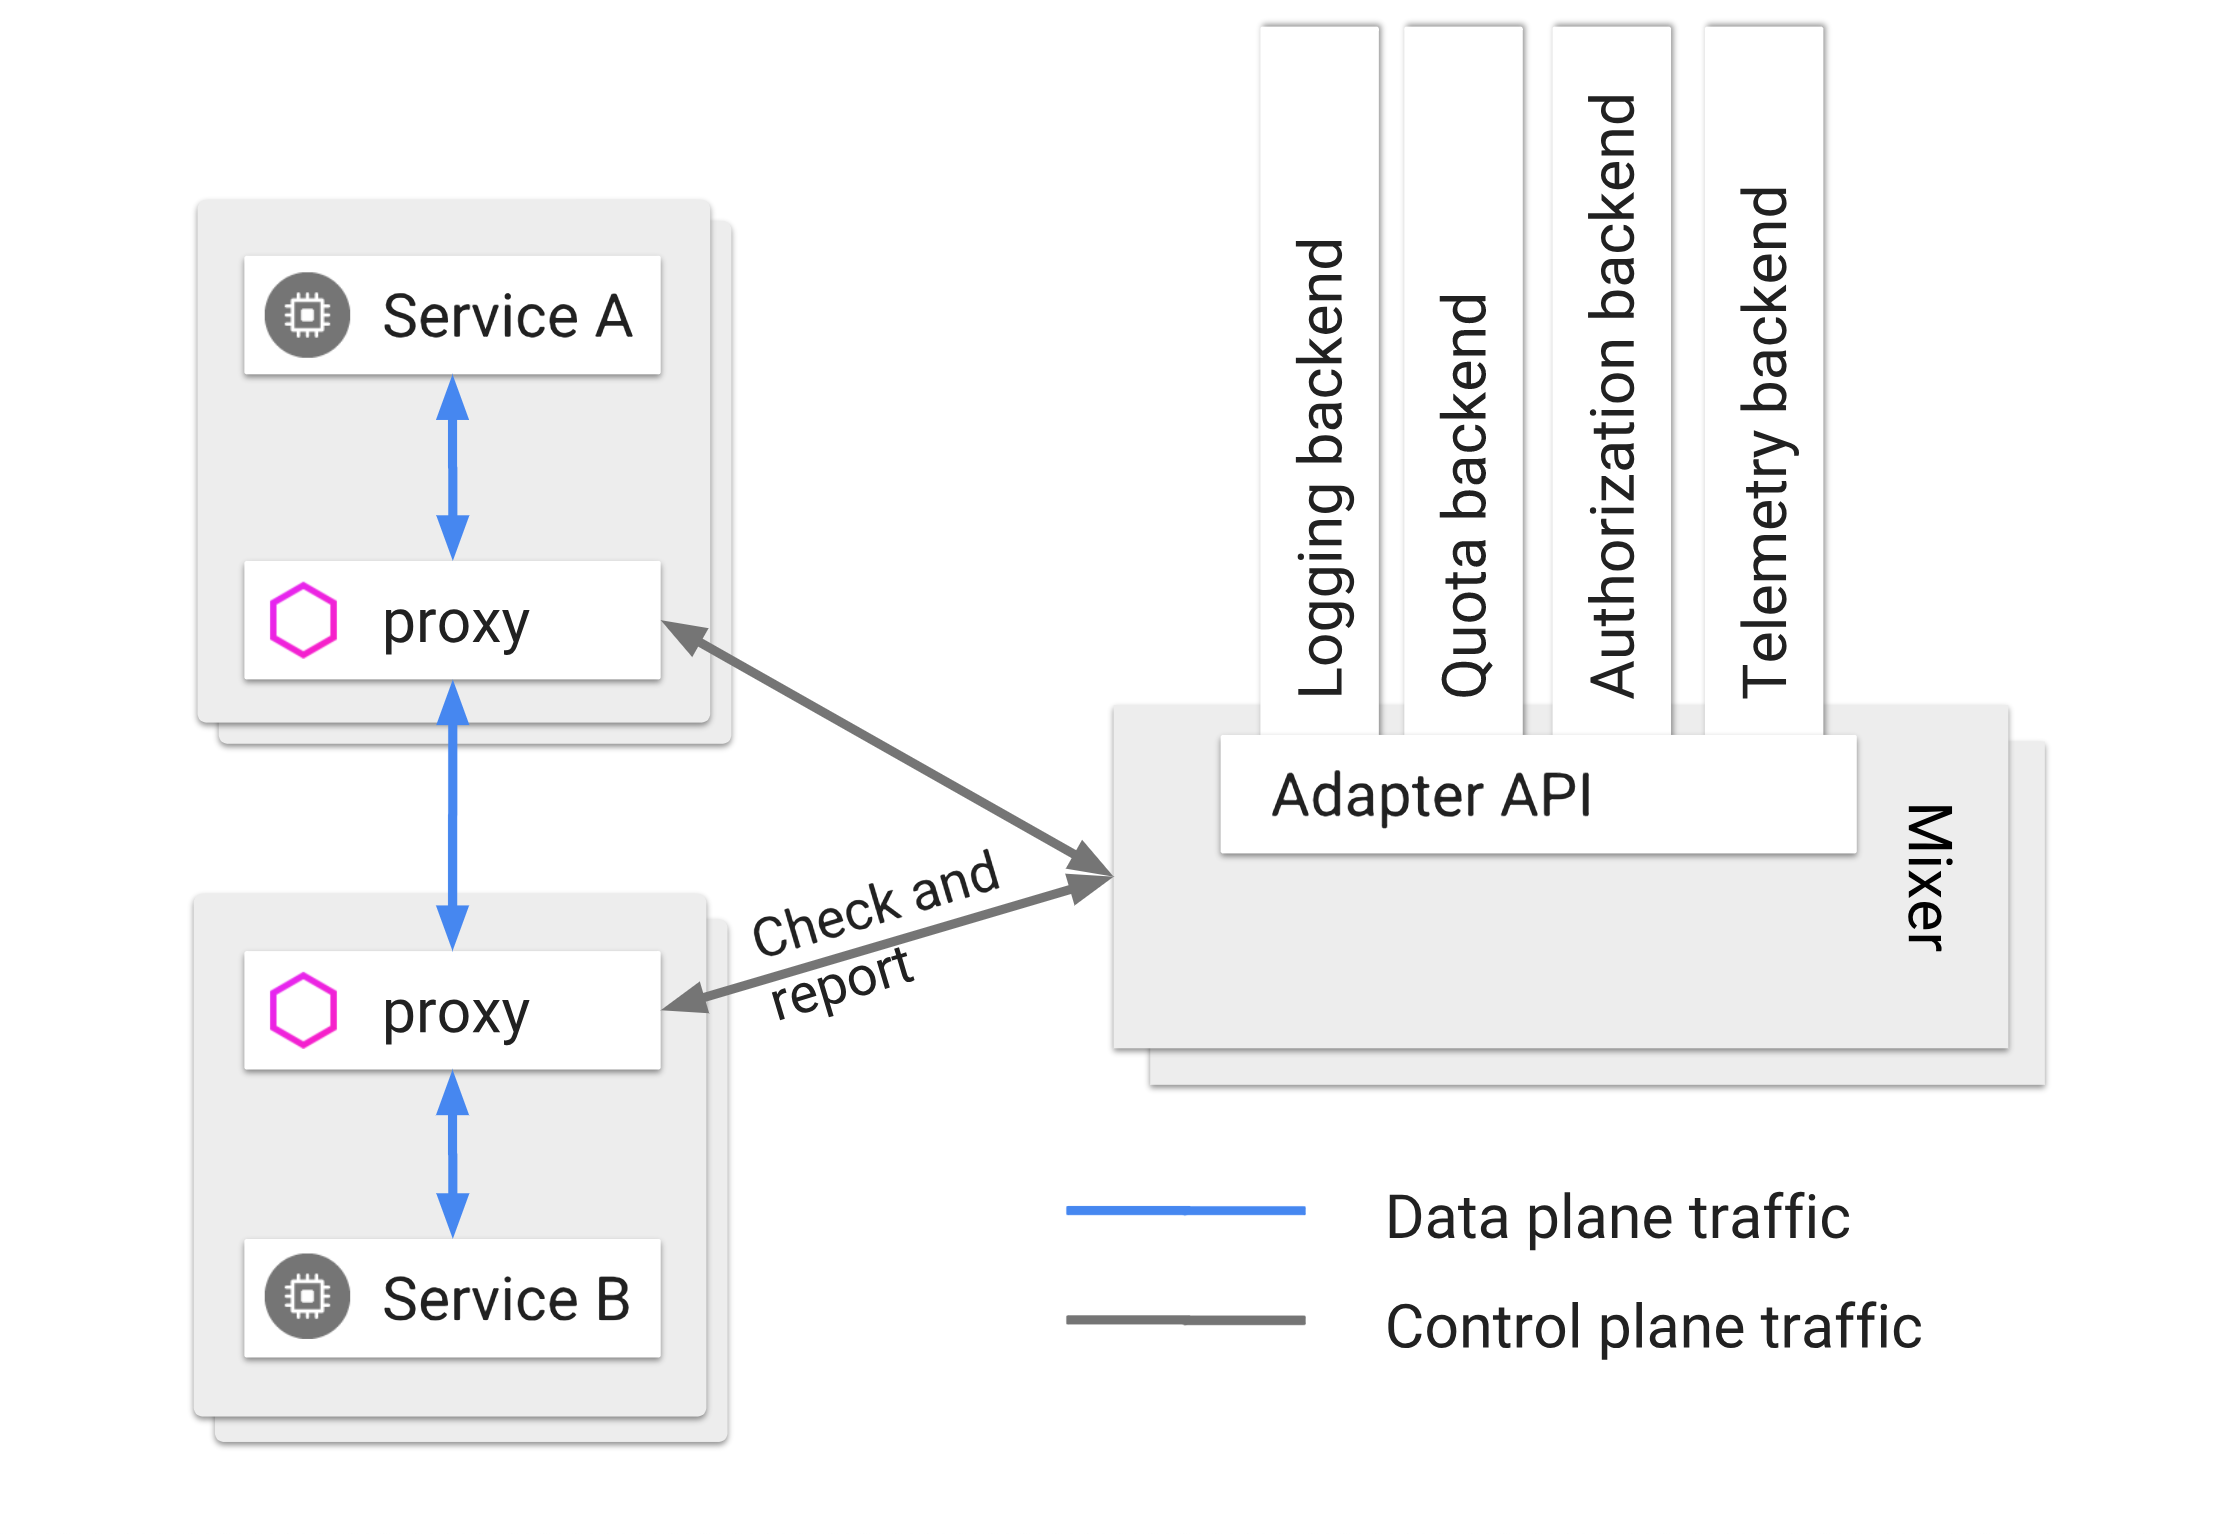 Service A
proxy
proxy
Service B
Check and
report
Logging backend
Quota backend
Authorization backend
Telemetry backend
Adapter API
Mixer
Data plane traffic
Control plane traffic